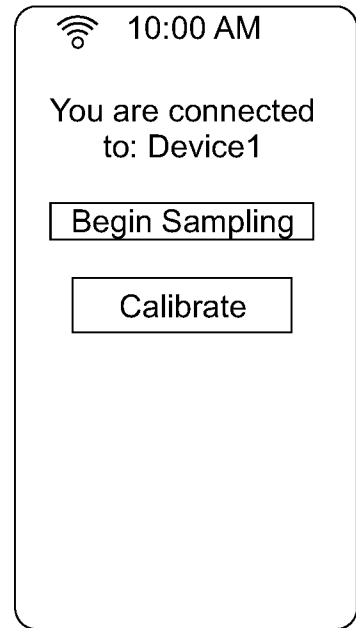 10:00 AM
You are connected
to: Device1
Begin Sampling
Calibrate